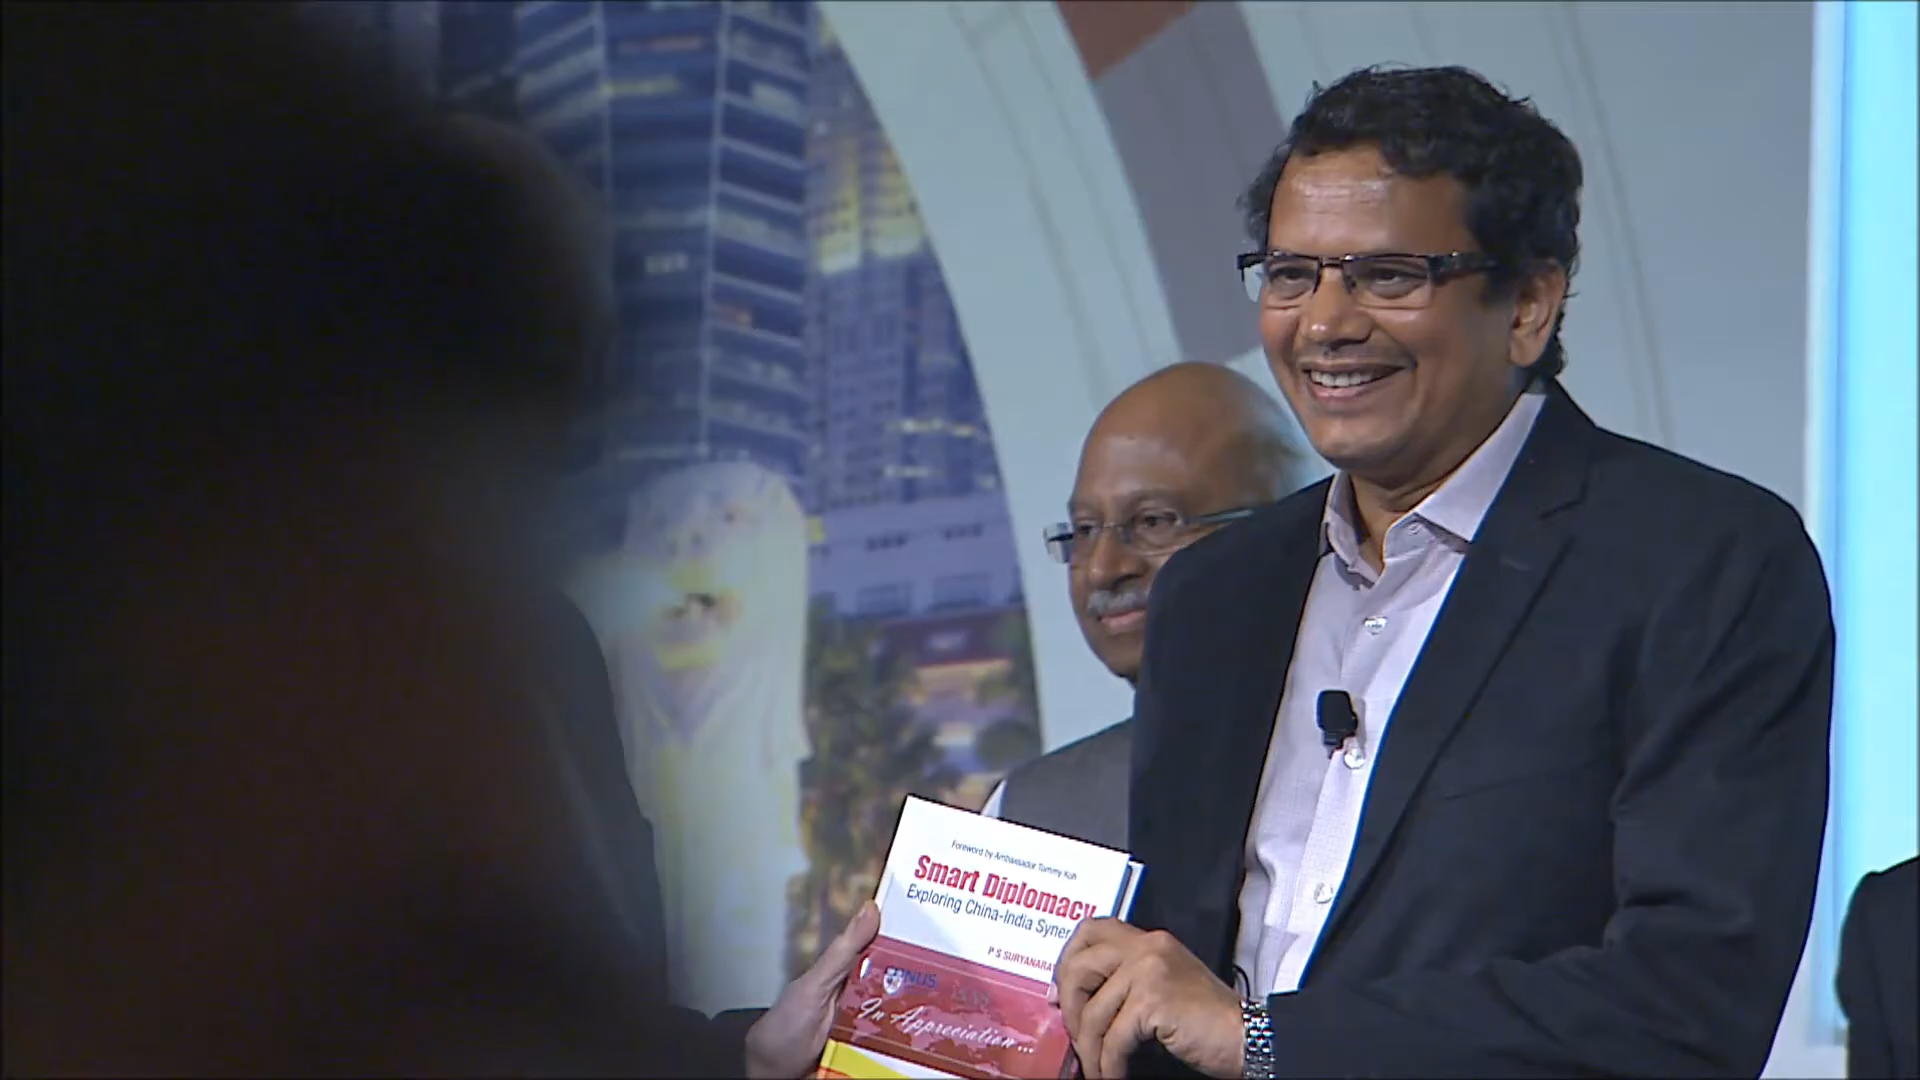 Foreword by Ambassador Tommy Koh
Smart Diplomacy
Exploring China-India Syner
P S SURYANARA
NUS
In Appreciation...